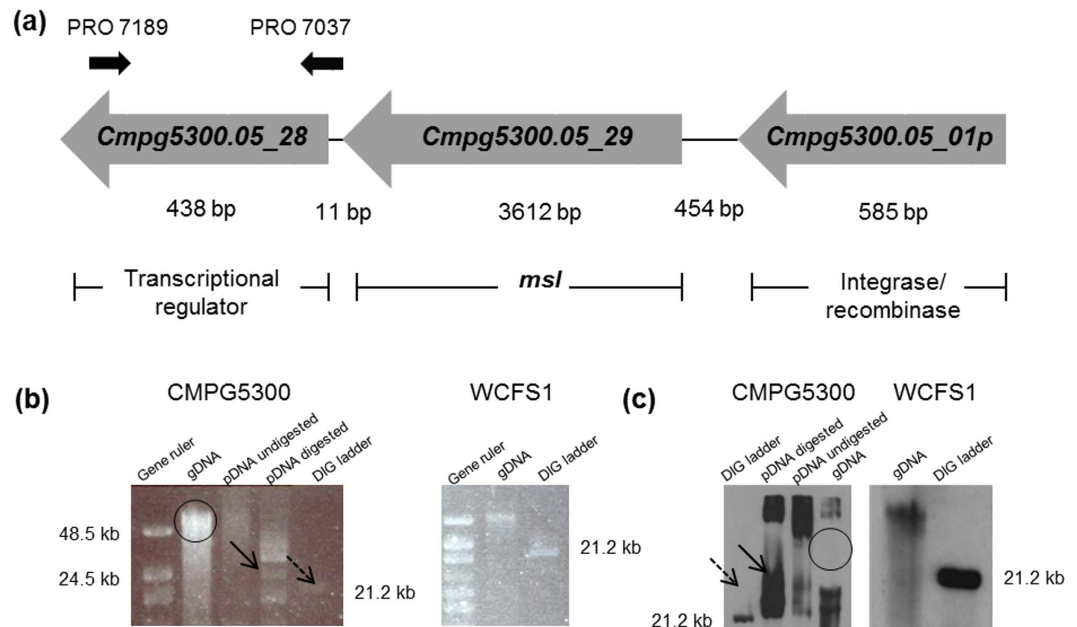 (a)
PRO 7189 PRO 7037
Cmpg5300.05_28 Cmpg5300.05_29 Cmpg5300.05_01p
438 bp 11 bp 3612 bp 454 bp 585 bp
Transcriptional regulator
msl
Integrase/ recombinase
(b)
CMPG5300
Gene ruler
gDNA
pDNA undigested
pDNA digested
DIG ladder
48.5 kb
24.5 kb
21.2 kb
WCFS1
Gene ruler
gDNA
DIG ladder
21.2 kb
(c)
CMPG5300
DIG ladder
pDNA digested
pDNA undigested
gDNA
21.2 kb
WCFS1
gDNA
DIG ladder
21.2 kb